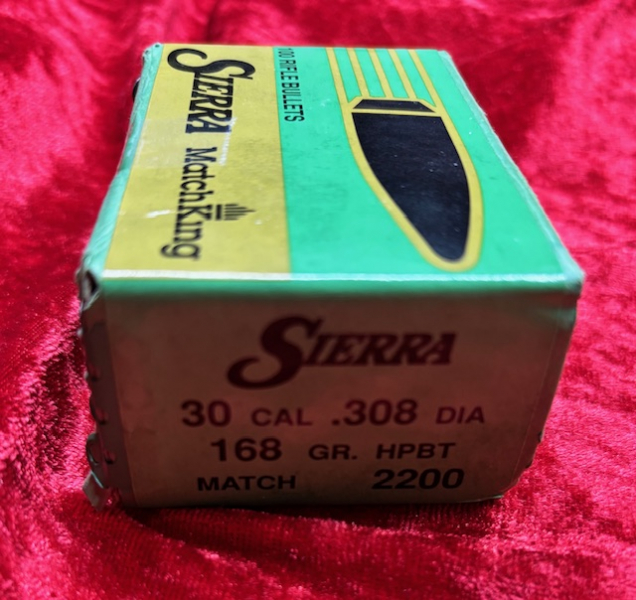 100 RIFLE BULLETS
SIERRA
MatchKing
SIERRA
30 CAL .308 DIA
168 GR. HPBT
MATCH 2200